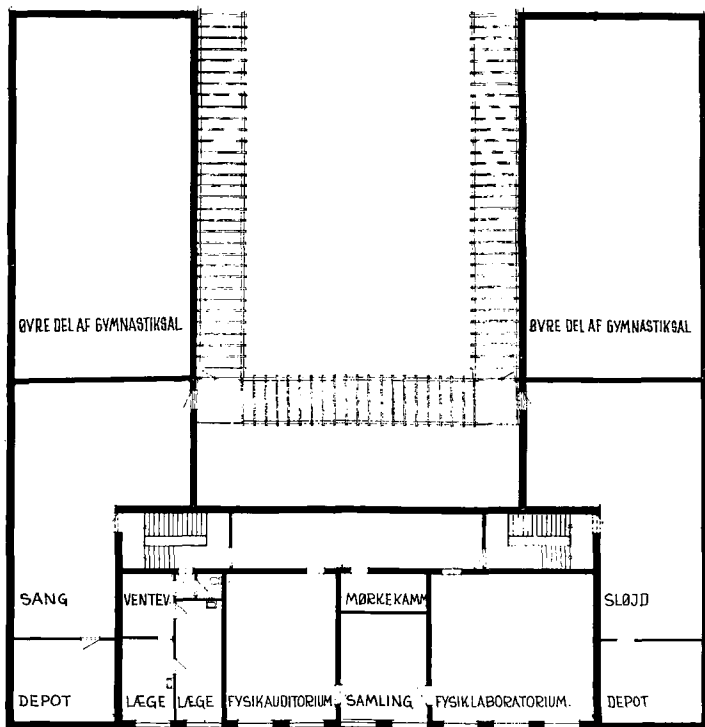 ØVRE DEL AF GYMNASTIKSAL
ØVRE DEL AF GYMNASTIKSAL
SANG
VENTEV.
MØRKEKAMM
SLØJD
DEPOT
LÆGE
LÆGE
FYSIKAUDITORIUM.
SAMLING
FYSIKLABORATORIUM.
DEPOT